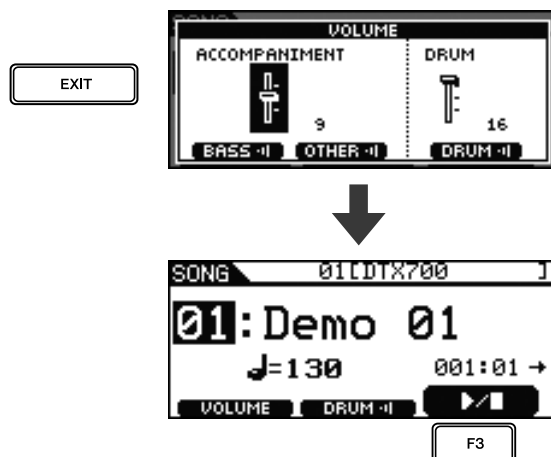 SONG
VOLUME
ACCOMPANIMENT DRUM
EXIT
9 16
BASS OTHER DRUM
SONG 01[DTX700 ]
01:Demo 01
♩=130 001:01→
VOLUME DRUM ▶/■
F3